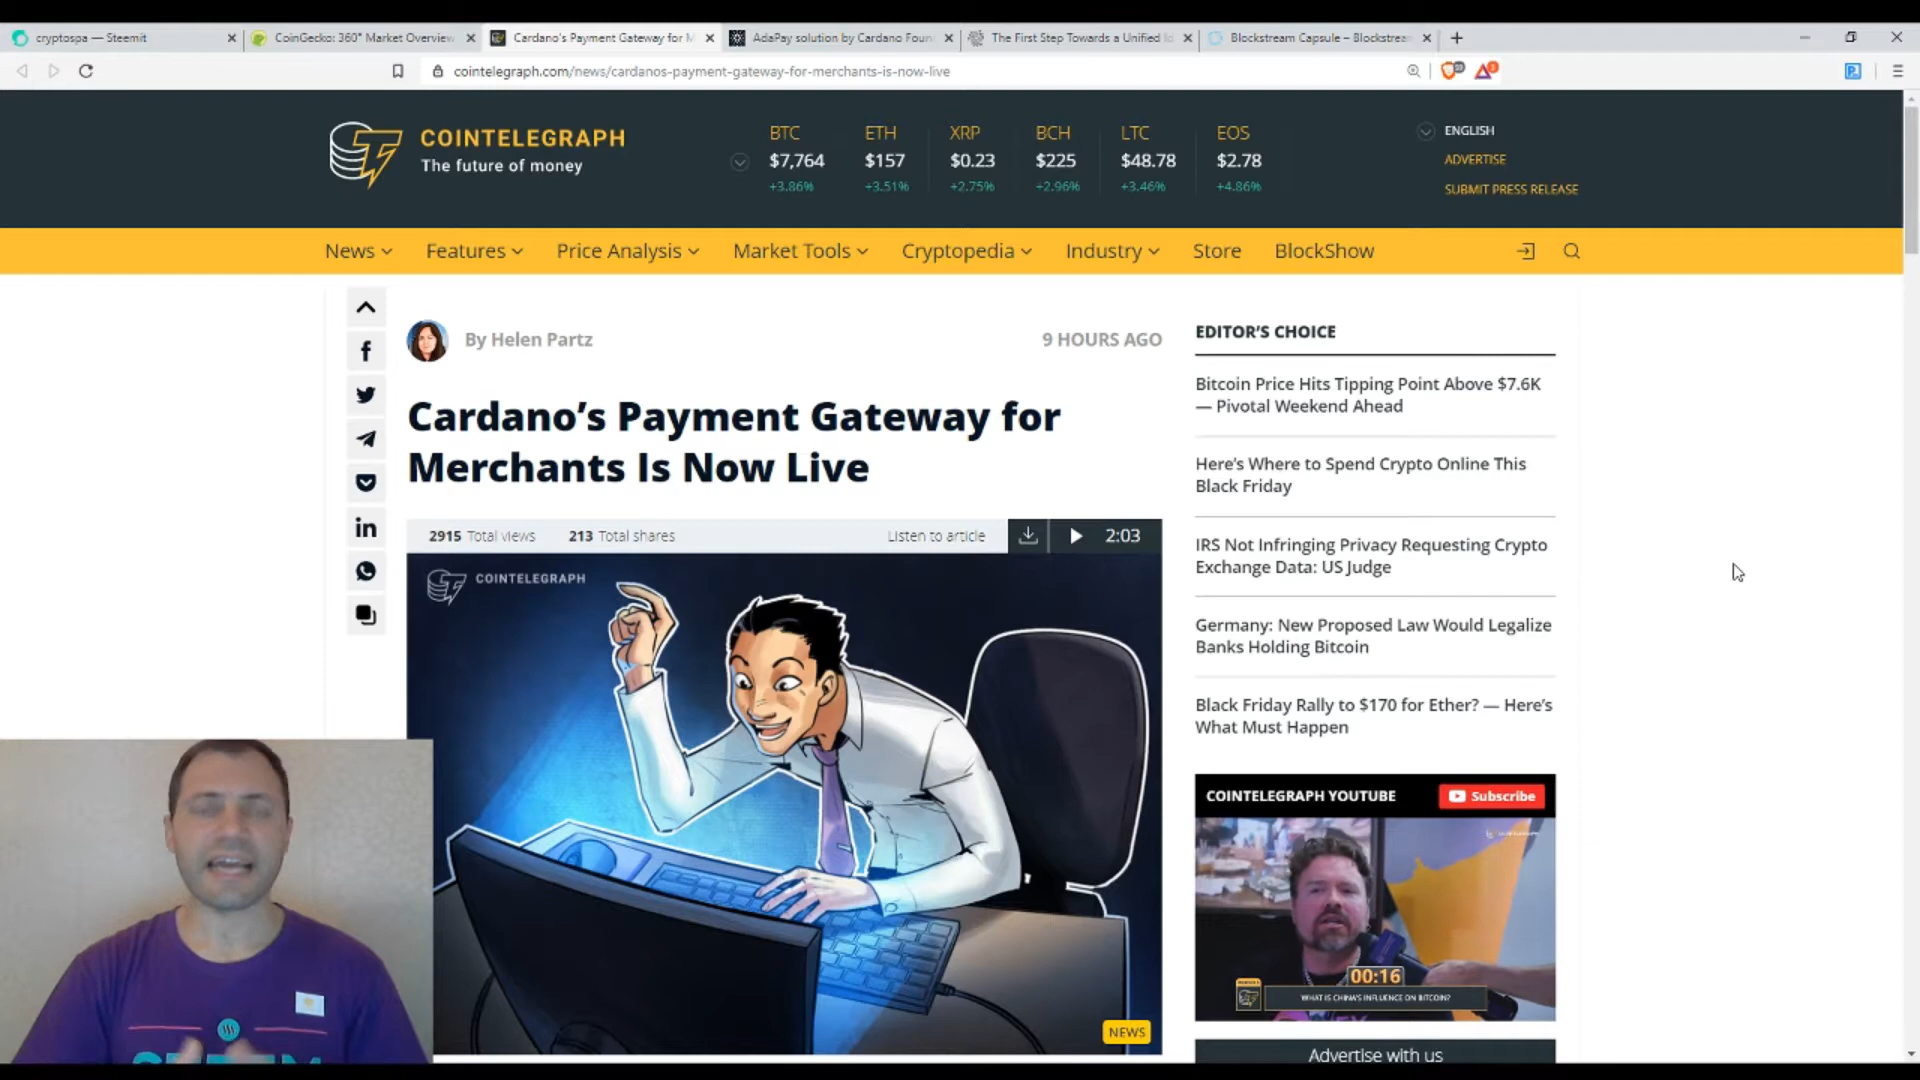 cryptospa — Steemit
CoinGecko: 360° Market Overview
Cardano's Payment Gateway for M
AdaPay solution by Cardano Foun
The First Step Towards a Unified Id
Blockstream Capsule – Blockstrea
cointelegraph.com/news/cardanos-payment-gateway-for-merchants-is-now-live
COINTELEGRAPH
The future of money
BTC
$7,764
+3.86%
ETH
$157
+3.51%
XRP
$0.23
+2.75%
BCH
$225
+2.96%
LTC
$48.78
+3.46%
EOS
$2.78
+4.86%
ENGLISH
ADVERTISE
SUBMIT PRESS RELEASE
News Features Price Analysis Market Tools Cryptopedia Industry Store BlockShow
By Helen Partz
9 HOURS AGO
Cardano's Payment Gateway for
Merchants Is Now Live
2915 Total views 213 Total shares Listen to article 2:03
COINTELEGRAPH
NEWS
EDITOR'S CHOICE
Bitcoin Price Hits Tipping Point Above $7.6K
— Pivotal Weekend Ahead
Here's Where to Spend Crypto Online This
Black Friday
IRS Not Infringing Privacy Requesting Crypto
Exchange Data: US Judge
Germany: New Proposed Law Would Legalize
Banks Holding Bitcoin
Black Friday Rally to $170 for Ether? — Here's
What Must Happen
COINTELEGRAPH YOUTUBE
Subscribe
00:16
WHAT IS CHINA'S INFLUENCE ON BITCOIN?
Advertise with us